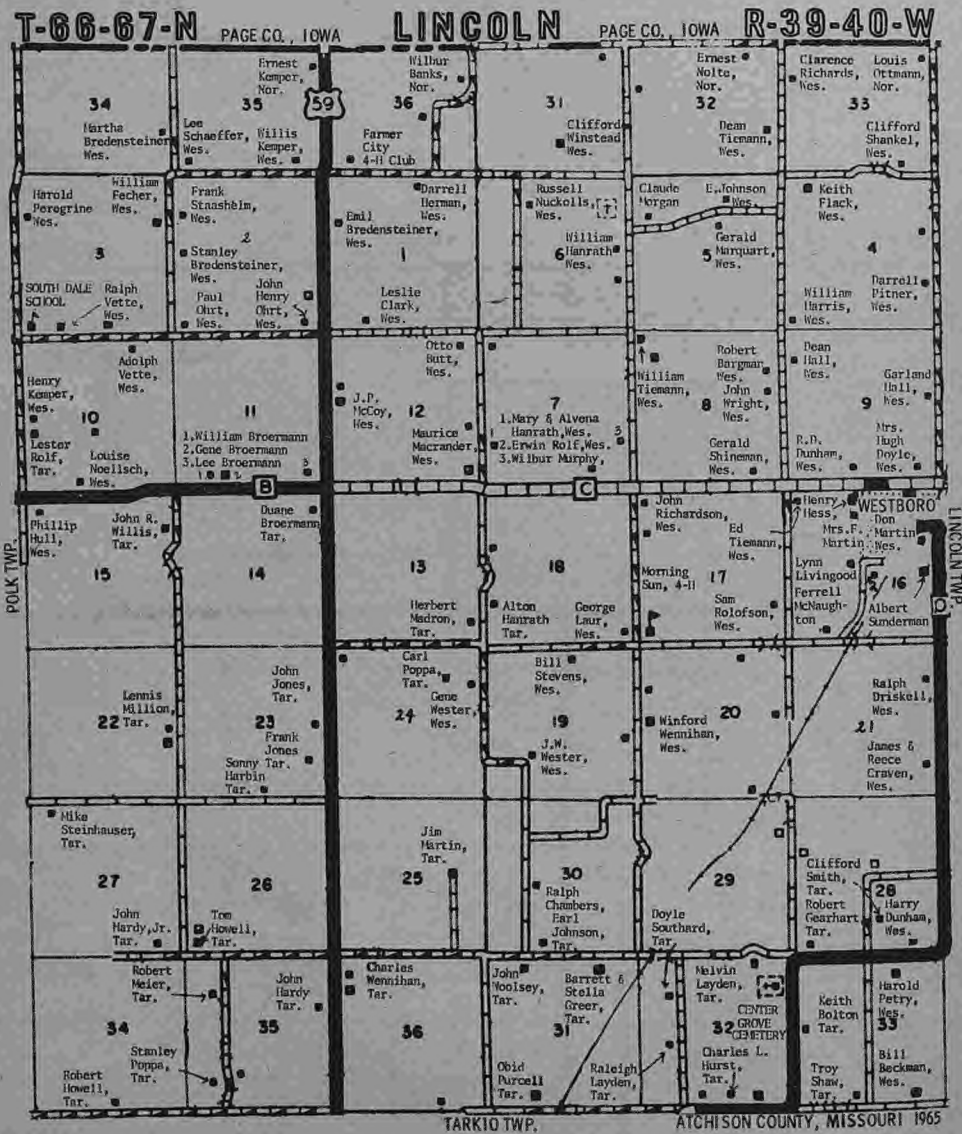 T-66-67-N PAGE CO., IOWA LINCOLN PAGE CO., IOWA R-39-40-W
34
Martha
Bredensteiner
Wes.
Ernest
Kemper,
Nor.
35
Lee
Schaeffer,
Wes.
Willis
Kemper,
Wes.
59
Wilbur
Banks,
Nor.
36
Farmer
City
4-H Club
31
Clifford
Winstead
Wes.
Ernest
Nolte,
Nor.
32
Dean
Tiemann,
Wes.
Clarence
Richards,
Wes.
Louis
Ottmann,
Nor.
33
Clifford
Shankel,
Wes.
Harold
Peregrine
Wes.
William
Fecher,
Wes.
3
SOUTH DALE
SCHOOL
Ralph
Vette,
Wes.
Frank
Staashelm,
Wes.
2
Stanley
Bredensteiner,
Wes.
Paul
Ohrt,
Wes.
John
Henry
Ohrt,
Wes.
Darrell
Herman,
Wes.
Emil
Bredensteiner,
Wes.
1
Leslie
Clark,
Wes.
Russell
Nuckolls,
Wes.
6
William
Hanrath
Wes.
Claude
Morgan
E. Johnson
Wes.
5
Gerald
Marquart,
Wes.
Keith
Flack,
Wes.
4
Darrell
Pitner,
Wes.
William
Harris,
Wes.
Adolph
Vette,
Wes.
Henry
Kemper,
Wes.
10
Lester
Rolf,
Tar.
Louise
Noellsch,
Wes.
11
1.William Broermann
2.Gene Broermann
3.Lee Broermann
1 2 3
Otto
Butt,
Wes.
J.P.
McCoy,
Wes.
12
Maurice
Macrander,
Wes.
7
1.Mary & Alvena
Hanrath,Wes.
2.Erwin Rolf,Wes.
3.Wilbur Murphy,
1 2 3
William
Tiemann,
Wes.
Robert
Bargmar
Wes.
8
John
Wright,
Wes.
Gerald
Shineman,
Wes.
Dean
Hall,
Wes.
Garland
Hall,
Wes.
9
R.D.
Dunham,
Wes.
Mrs.
Hugh
Doyle,
Wes.
B
C
POLK TWP.
LINCOLN TWP.
Phillip
Hull,
Wes.
John R.
Willis,
Tar.
15
Duane
Broermann
Tar.
14
13
Herbert
Madron,
Tar.
18
Alton
Hanrath
Tar.
George
Laur,
Wes.
John
Richardson,
Wes.
Ed
Tiemann,
Wes.
Morning
Sun, 4-H
17
Sam
Rolofson,
Wes.
Henry
Hess,
WESTBORO
Mrs.F.
Martin
Don
Martin
Wes.
Lynn
Livingood
16
Ferrell
McNaugh-
ton
Albert
Sunderman
D
22
Lennis
Million,
Tar.
John
Jones,
Tar.
23
Frank
Jones
Tar.
Sonny
Harbin
Tar.
Carl
Poppa,
Tar.
24
Gene
Wester,
Wes.
Bill
Stevens,
Wes.
19
J.W.
Wester,
Wes.
20
Winford
Wennihan,
Wes.
Ralph
Driskell,
Wes.
21
James &
Reece
Craven,
Wes.
Mike
Steinhauser,
Tar.
27
John
Hardy,Jr.
Tar.
26
Tom
Howell,
Tar.
Jim
Martin,
Tar.
25
30
Ralph
Chambers,
Earl
Johnson,
Tar.
29
Doyle
Southard,
Tar
Clifford
Smith,
Tar.
28
Robert
Gearhart,
Tar.
Harry
Dunham,
Wes.
Robert
Meier,
Tar.
34
Stanley
Poppa,
Tar.
Robert
Howell,
Tar.
John
Hardy
Tar.
35
Charles
Wennihan,
Tar.
36
John
Woolsey,
Tar.
Barrett &
Stella
Greer,
Tar.
31
Obid
Purcell
Tar.
Raleigh
Layden,
Tar.
Melvin
Layden,
Tar.
CENTER
GROVE
CEMETERY
32
Charles L.
Hurst,
Tar.
Keith
Bolton
Tar.
Troy
Shaw,
Tar.
Harold
Petry,
Wes.
33
Bill
Beckman,
Wes.
TARKIO TWP. ATCHISON COUNTY, MISSOURI 1965